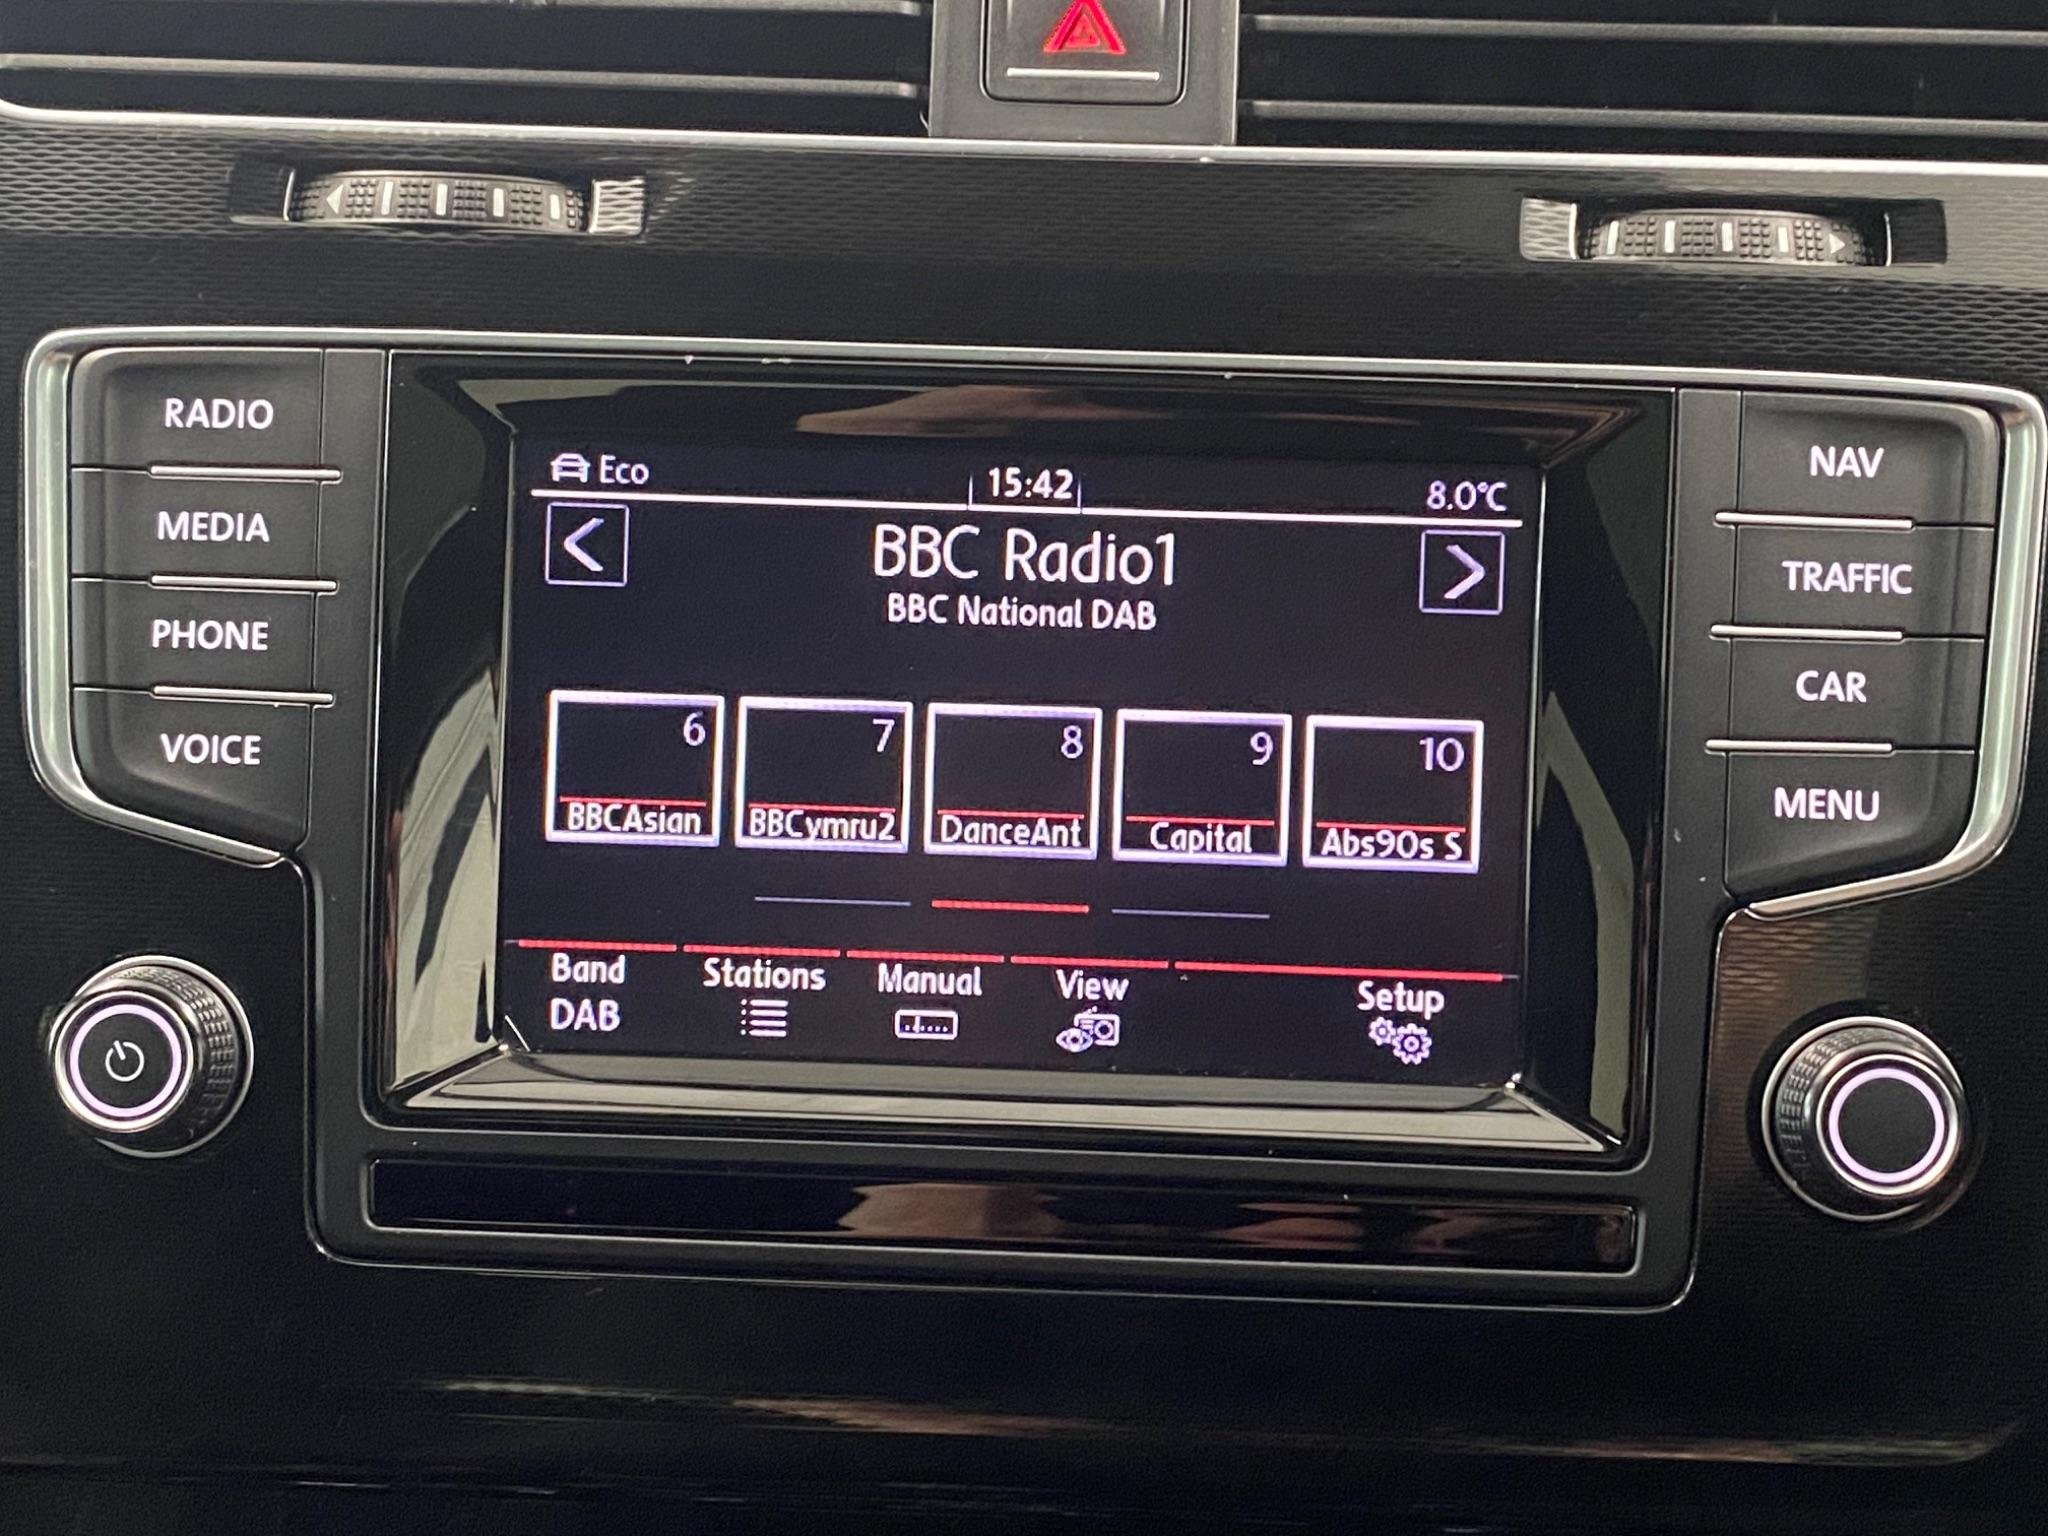 RADIO
MEDIA
PHONE
VOICE
Eco
15:42
8.0°C
BBC Radio1
BBC National DAB
6
7
8
9
10
BBCAsian
BBCymru2
DanceAnt
Capital
Abs90s S
Band
Stations
Manual
View
Setup
DAB
NAV
TRAFFIC
CAR
MENU